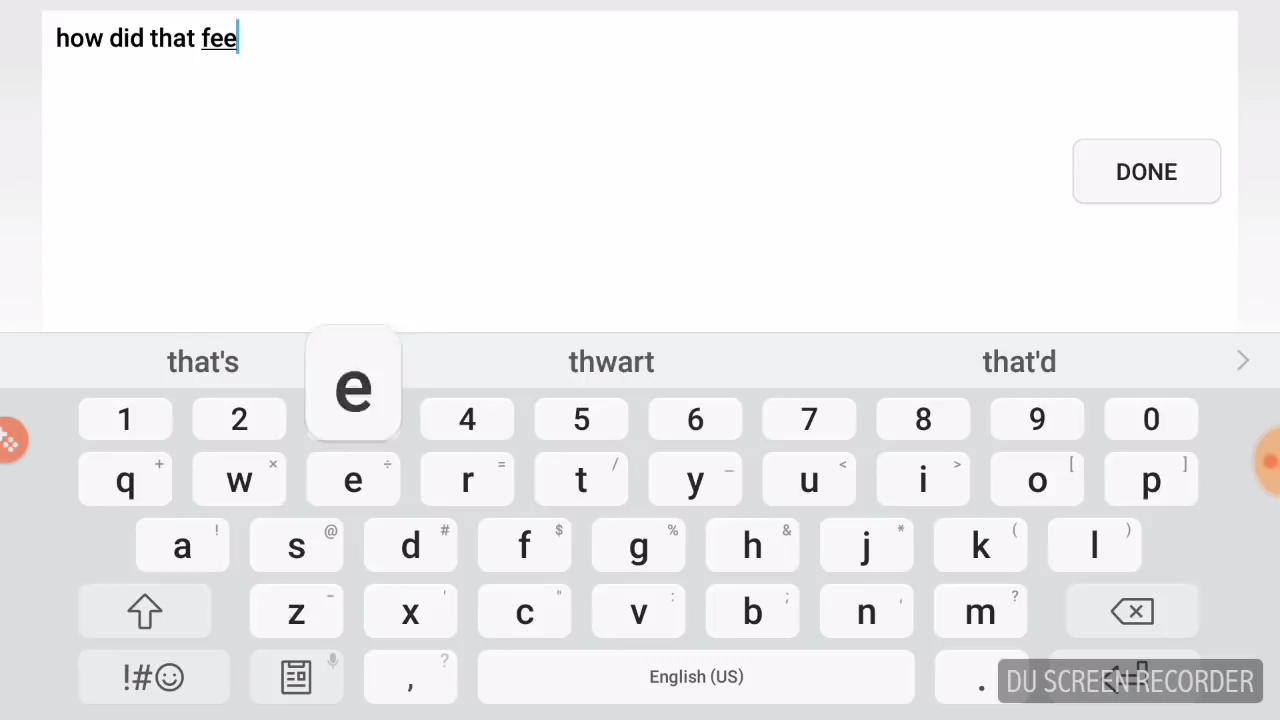 how did that fee
DONE
that's thwart that'd
e
1 2 4 5 6 7 8 9 0
q + w × e ÷ r = t / y _ u < i > o [ p ]
a ! s @ d # f $ g % h & j * k ( l )
z - x ' c " v : b ; n , m ?
!#☺ , ? English (US) .
DU SCREEN RECORDER